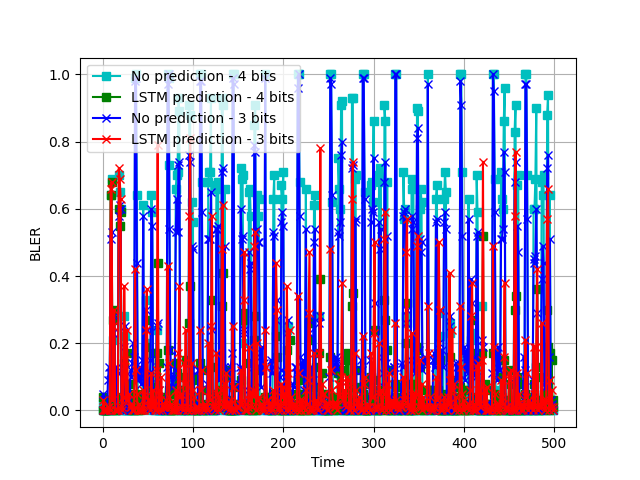 No prediction - 4 bits
LSTM prediction - 4 bits
No prediction - 3 bits
LSTM prediction - 3 bits
1.0
0.8
0.6
0.4
0.2
0.0
BLER
0 100 200 300 400 500
Time